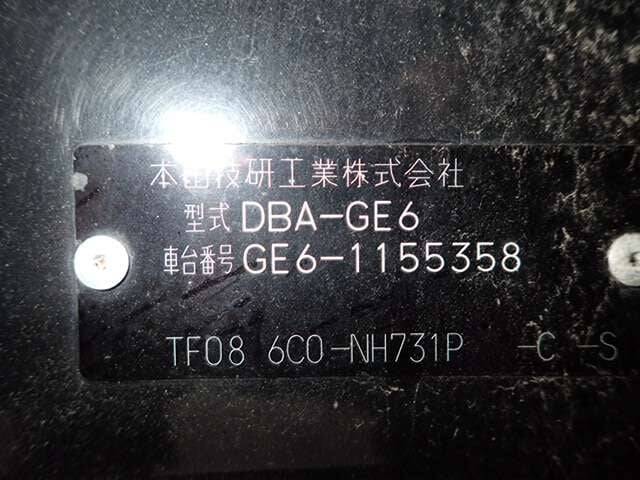 本田技研工業株式会社
型式 DBA-GE6
車台番号 GE6-1155358
TF08 6C0-NH731P -C -S